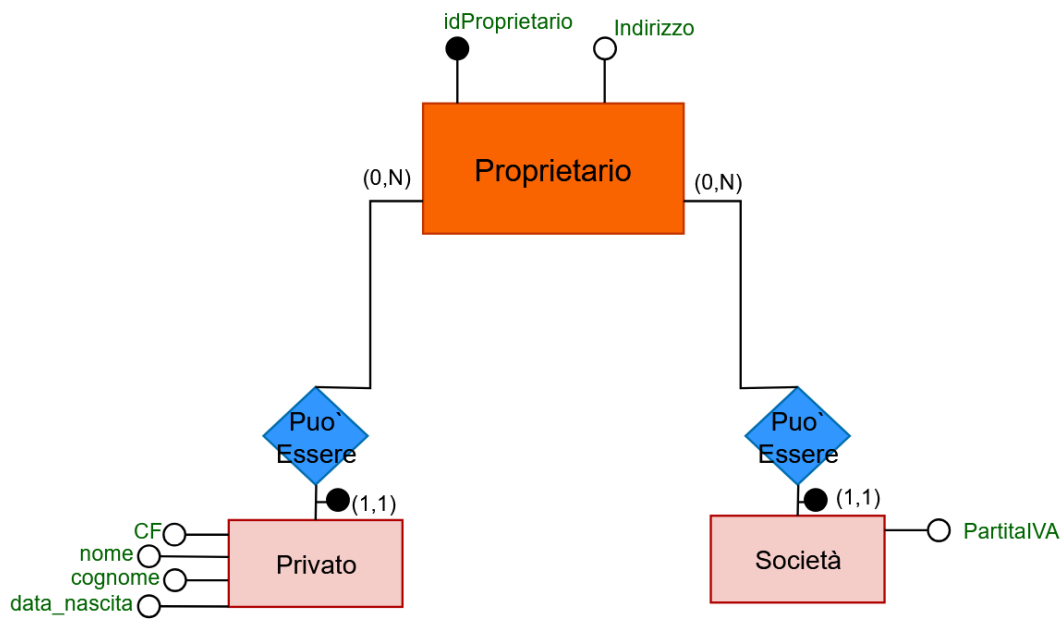 idProprietario
Indirizzo
Proprietario
(0,N)
(0,N)
Puo`
Essere
Puo`
Essere
(1,1)
(1,1)
CF
nome
cognome
data_nascita
Privato
Società
PartitaIVA